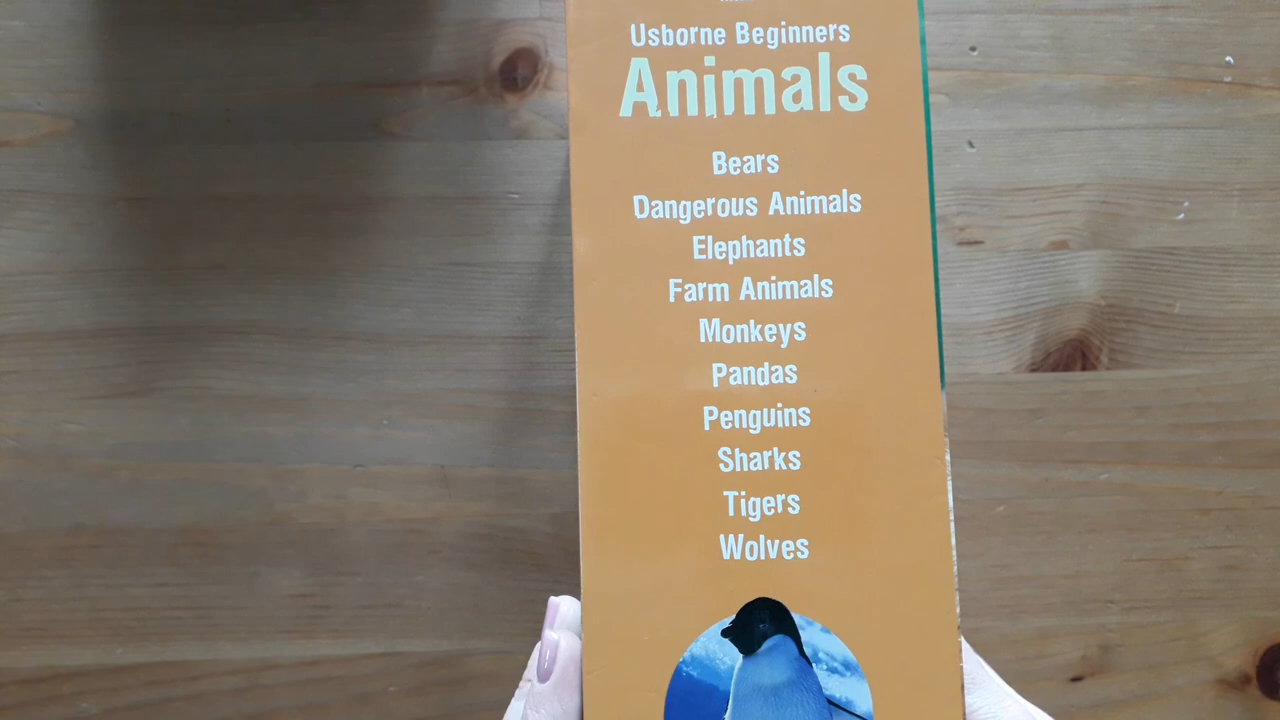 Usborne Beginners
Animals
Bears
Dangerous Animals
Elephants
Farm Animals
Monkeys
Pandas
Penguins
Sharks
Tigers
Wolves